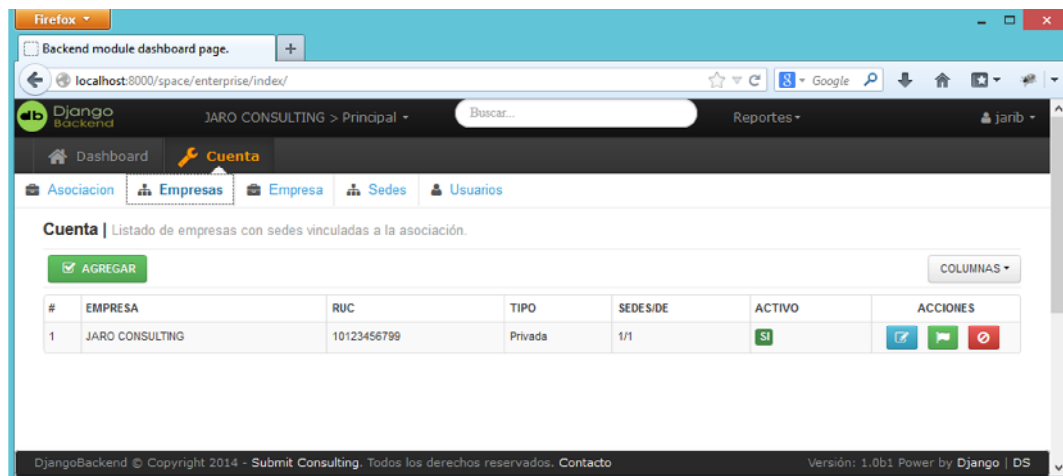 Firefox
Backend module dashboard page.
localhost:8000/space/enterprise/index/
Google
db Django Backend
JARO CONSULTING > Principal
Buscar...
Reportes
jarib
Dashboard
Cuenta
Asociacion
Empresas
Empresa
Sedes
Usuarios
Cuenta | Listado de empresas con sedes vinculadas a la asociación.
AGREGAR
COLUMNAS
# EMPRESA RUC TIPO SEDES/DE ACTIVO ACCIONES
1 JARO CONSULTING 10123456799 Privada 1/1 SI
DjangoBackend © Copyright 2014 - Submit Consulting. Todos los derechos reservados. Contacto
Versión: 1.0b1 Power by Django | DS